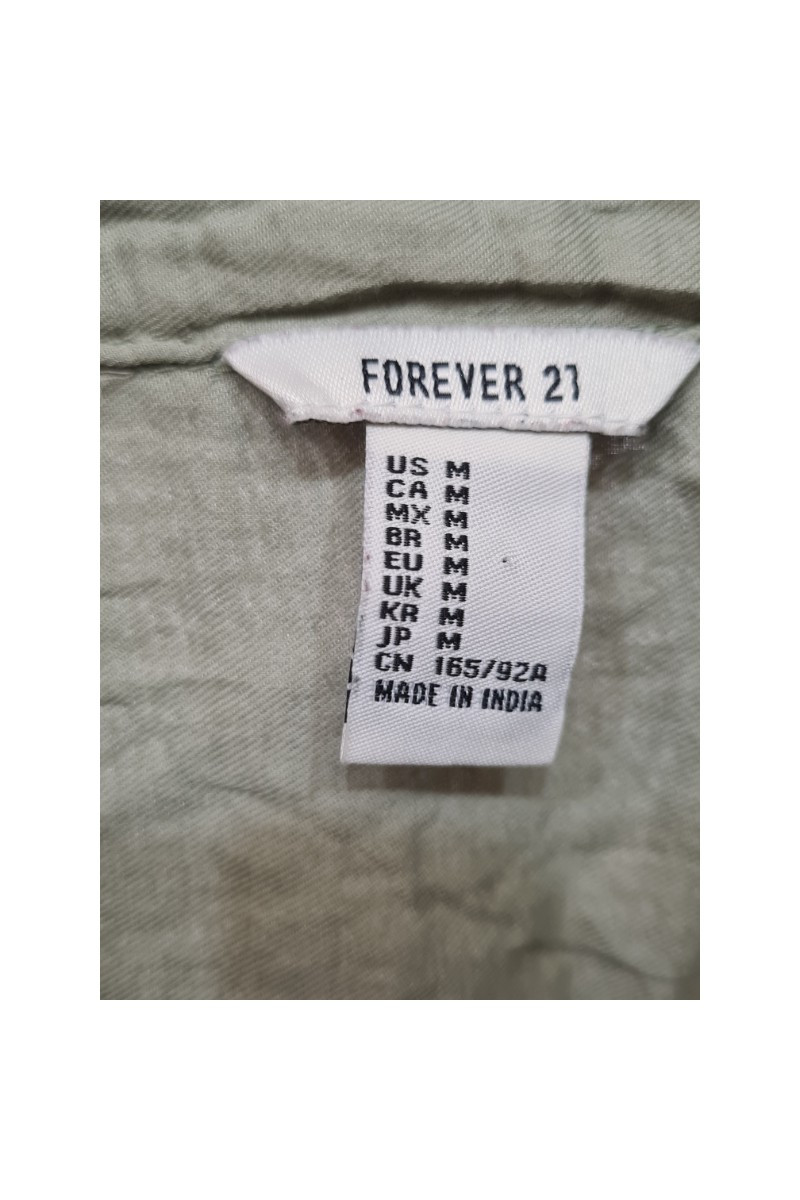 FOREVER 21
US M
CA M
MX M
BR M
EU M
UK M
KR M
JP M
CN 165/92A
MADE IN INDIA